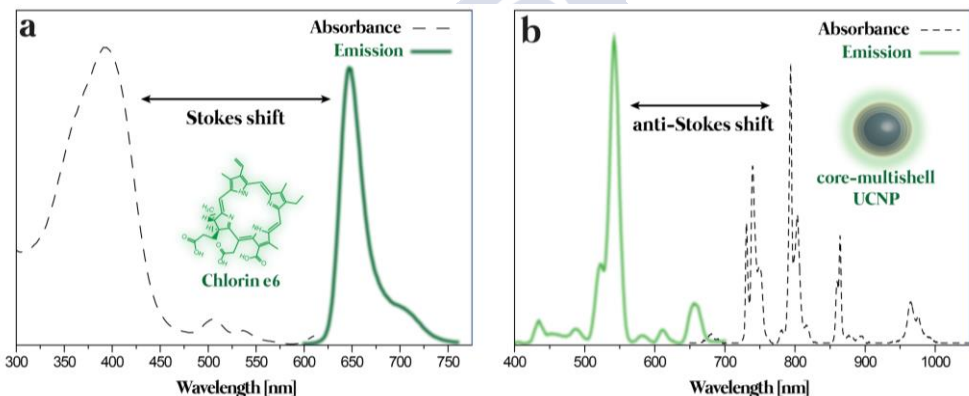 a
Absorbance
Emission
Stokes shift
Chlorin e6
300 350 400 450 500 550 600 650 700 750
Wavelength [nm]
b
Absorbance
Emission
anti-Stokes shift
core-multishell
UCNP
400 500 600 700 800 900 1000
Wavelength [nm]